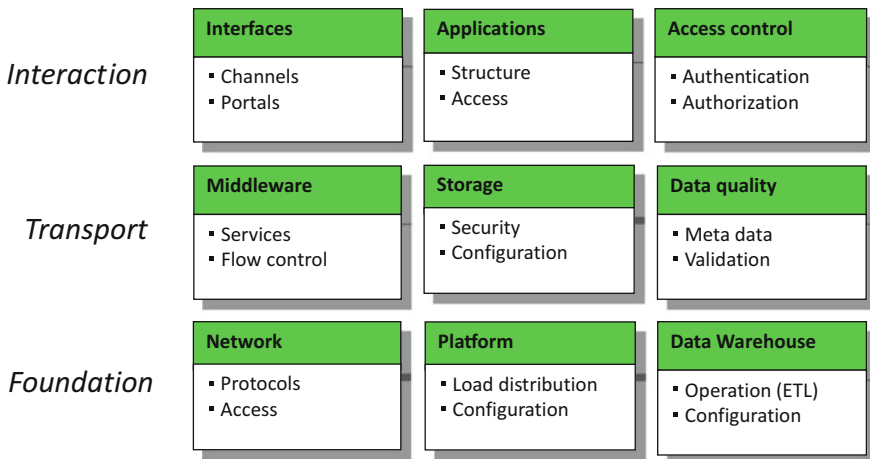 Interaction
Interfaces
▪ Channels
▪ Portals
Applications
▪ Structure
▪ Access
Access control
▪ Authentication
▪ Authorization
Transport
Middleware
▪ Services
▪ Flow control
Storage
▪ Security
▪ Configuration
Data quality
▪ Meta data
▪ Validation
Foundation
Network
▪ Protocols
▪ Access
Platform
▪ Load distribution
▪ Configuration
Data Warehouse
▪ Operation (ETL)
▪ Configuration